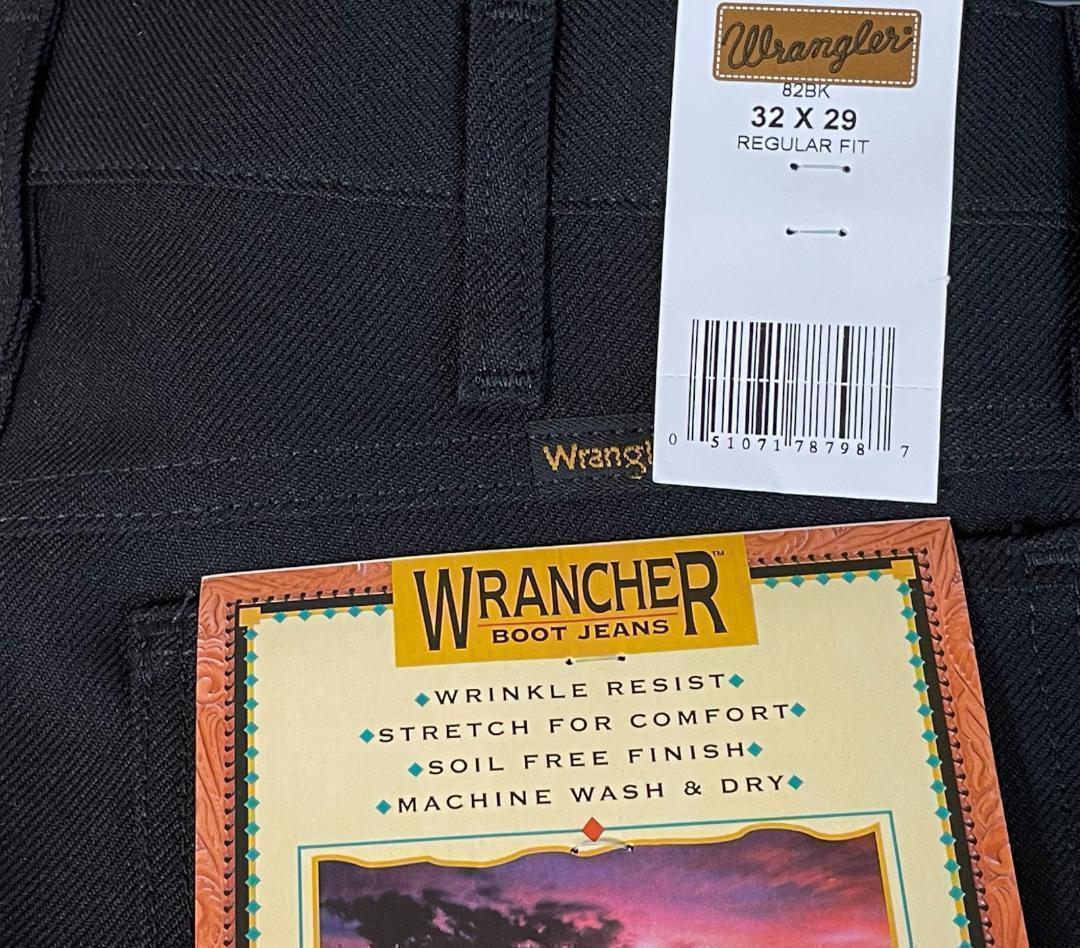 Wrangler
82BK
32 X 29
REGULAR FIT
0 51071 78798 7
Wrangl
WRANCHER™
BOOT JEANS
WRINKLE RESIST
STRETCH FOR COMFORT
SOIL FREE FINISH
MACHINE WASH & DRY